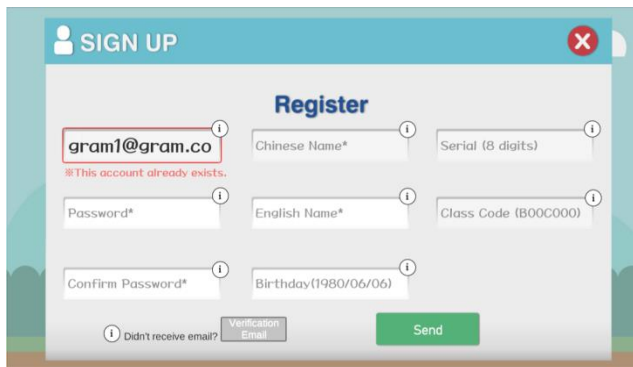 SIGN UP
Register
gram1@gram.co
※This account already exists.
Chinese Name*
Serial (8 digits)
Password*
English Name*
Class Code (B00C000)
Confirm Password*
Birthday(1980/06/06)
Didn't receive email?
Verification
Email
Send